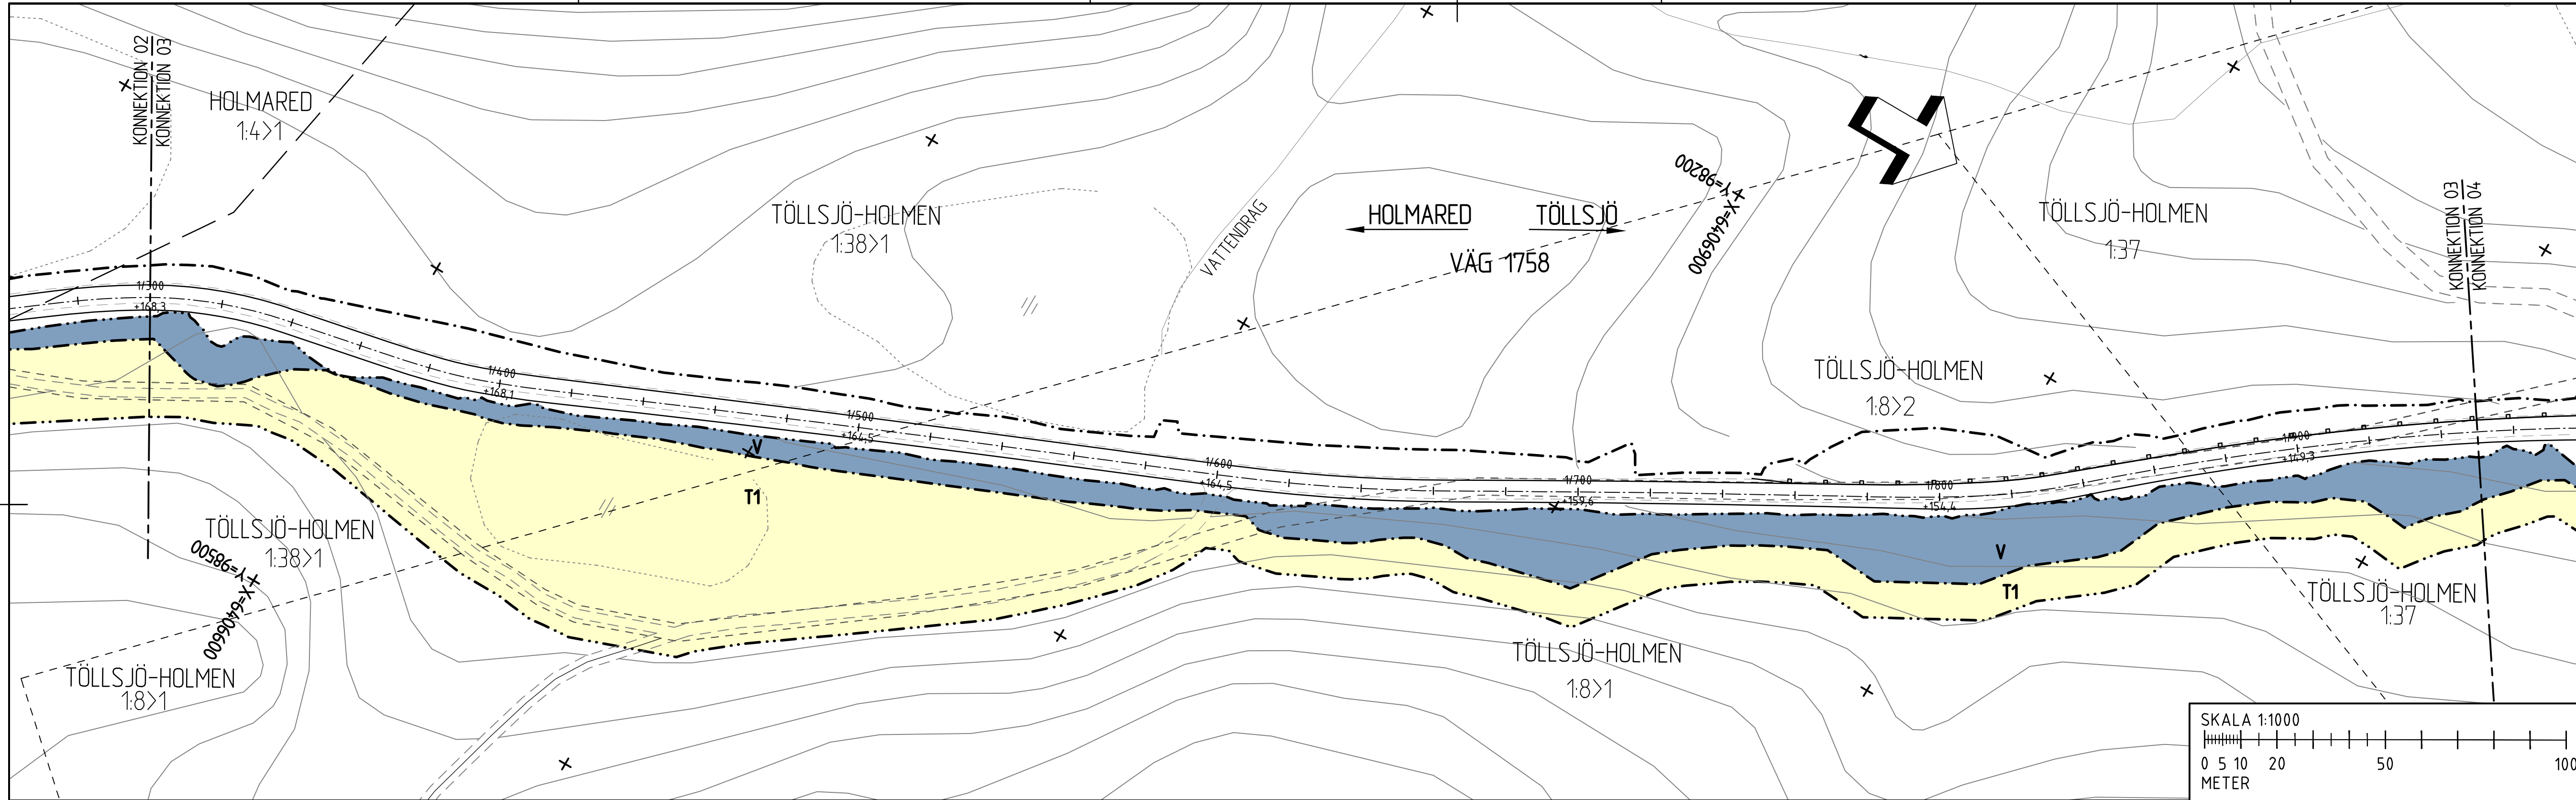 KONNEKTION 02
KONNEKTION 03
HOLMARED
1:4>1
TÖLLSJÖ-HOLMEN
1:38>1
VATTENDRAG
HOLMARED
TÖLLSJÖ
VÄG 1758
Y=98200
X=6406900
TÖLLSJÖ-HOLMEN
1:37
KONNEKTION 03
KONNEKTION 04
1/300
+168,3
1/400
+168,1
1/500
+164,5
1/600
+164,5
1/700
+159,6
1/800
+154,4
1/900
+149,3
TÖLLSJÖ-HOLMEN
1:8>2
V
T1
V
T1
TÖLLSJÖ-HOLMEN
1:38>1
Y=98500
X=6406600
TÖLLSJÖ-HOLMEN
1:8>1
TÖLLSJÖ-HOLMEN
1:8>1
TÖLLSJÖ-HOLMEN
1:37
SKALA 1:1000
0 5 10 20 50 100
METER